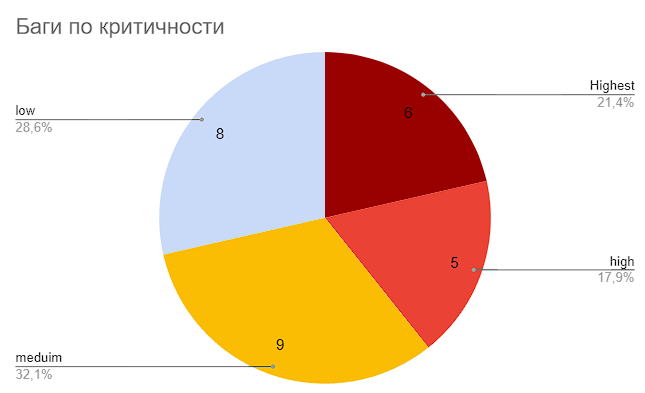 Баги по критичности
Highest
21,4%
6
low
28,6%
8
high
17,9%
5
9
meduim
32,1%